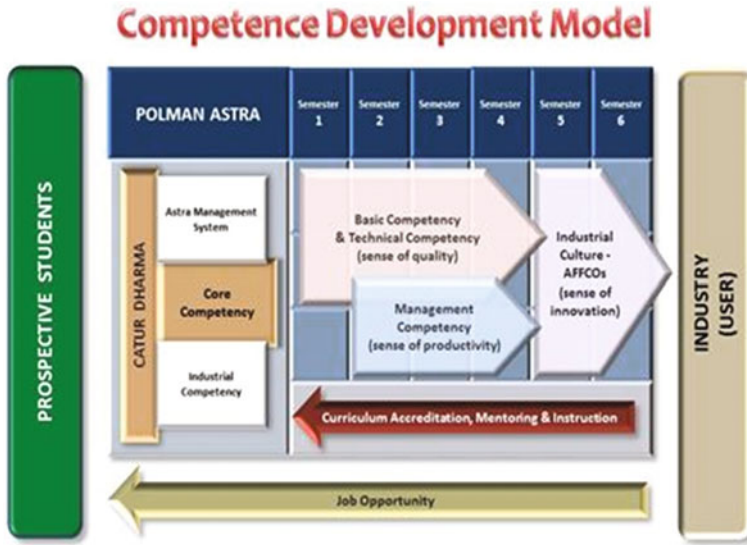 Competence Development Model
PROSPECTIVE STUDENTS
POLMAN ASTRA
Semester
1
Semester
2
Semester
3
Semester
4
Semester
5
Semester
6
CATUR DHARMA
Astra Management
System
Core
Competency
Industrial
Competency
Basic Competency
& Technical Competency
(sense of quality)
Management
Competency
(sense of productivity)
Industrial
Culture -
AFFCOs
(sense of
innovation)
Curriculum Accreditation, Mentoring & Instruction
Job Opportunity
INDUSTRY
(USER)